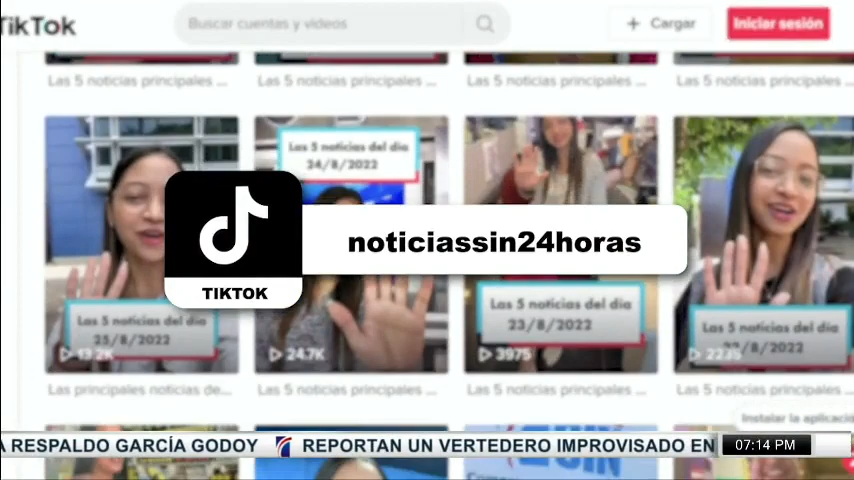 TikTok
Buscar cuentas y videos
+ Cargar
Iniciar sesión
Las 5 noticias principales ...
Las 5 noticias principales ...
Las 5 noticias principales ...
Las 5 noticias principales ...
Las 5 noticias del día
24/8/2022
noticiassin24horas
TIKTOK
Las 5 noticias del día
25/8/2022
13.2K
24.7K
Las 5 noticias del día
23/8/2022
3975
Las 5 noticias del día
Las principales noticias de...
Las 5 noticias principales ...
Las 5 noticias principales ...
Las 5 noticias principales ...
Instalar la aplicació
A RESPALDO GARCÍA GODOY
REPORTAN UN VERTEDERO IMPROVISADO EN
07:14 PM